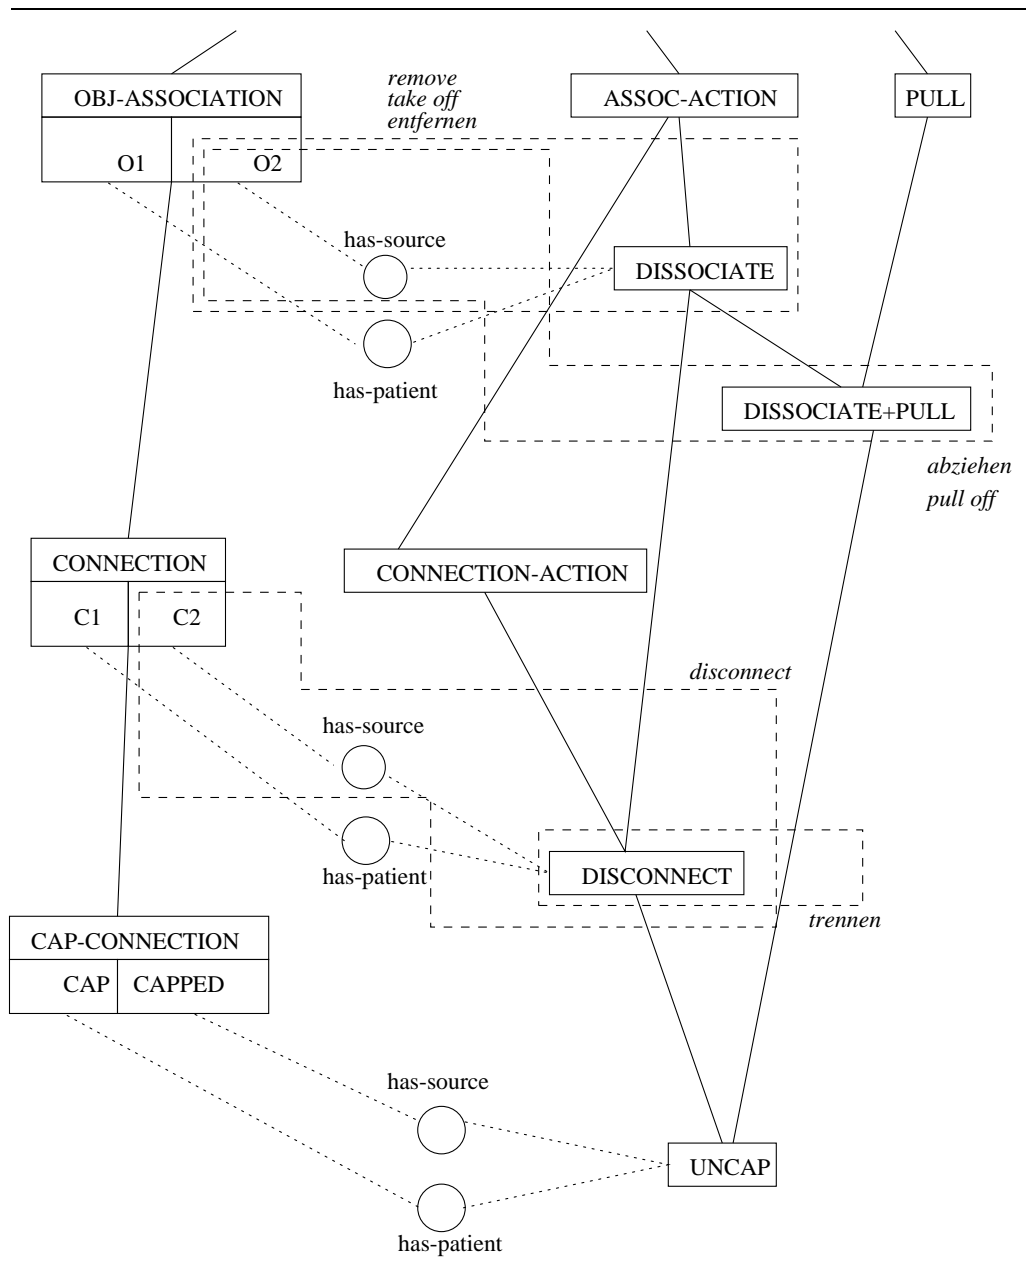 remove
take off
entfernen
OBJ-ASSOCIATION
ASSOC-ACTION
PULL
O1
O2
has-source
DISSOCIATE
has-patient
DISSOCIATE+PULL
abziehen
pull off
CONNECTION
CONNECTION-ACTION
C1
C2
disconnect
has-source
has-patient
DISCONNECT
trennen
CAP-CONNECTION
CAP
CAPPED
has-source
UNCAP
has-patient